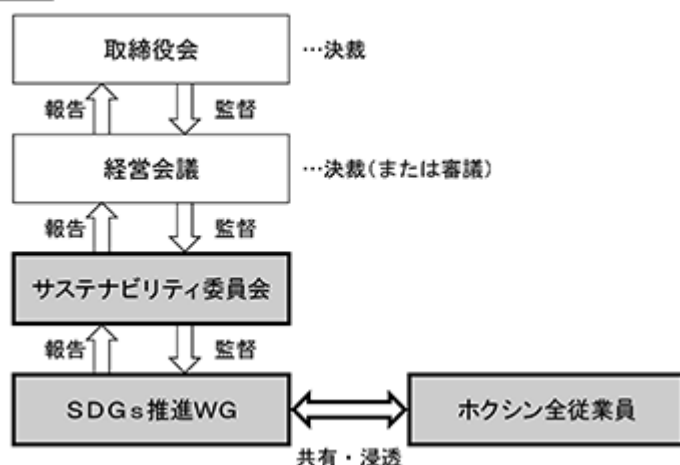 取締役会 …決裁
報告 監督
経営会議 …決裁(または審議)
報告 監督
サステナビリティ委員会
報告 監督
SDGs推進WG ホクシン全従業員
共有・浸透